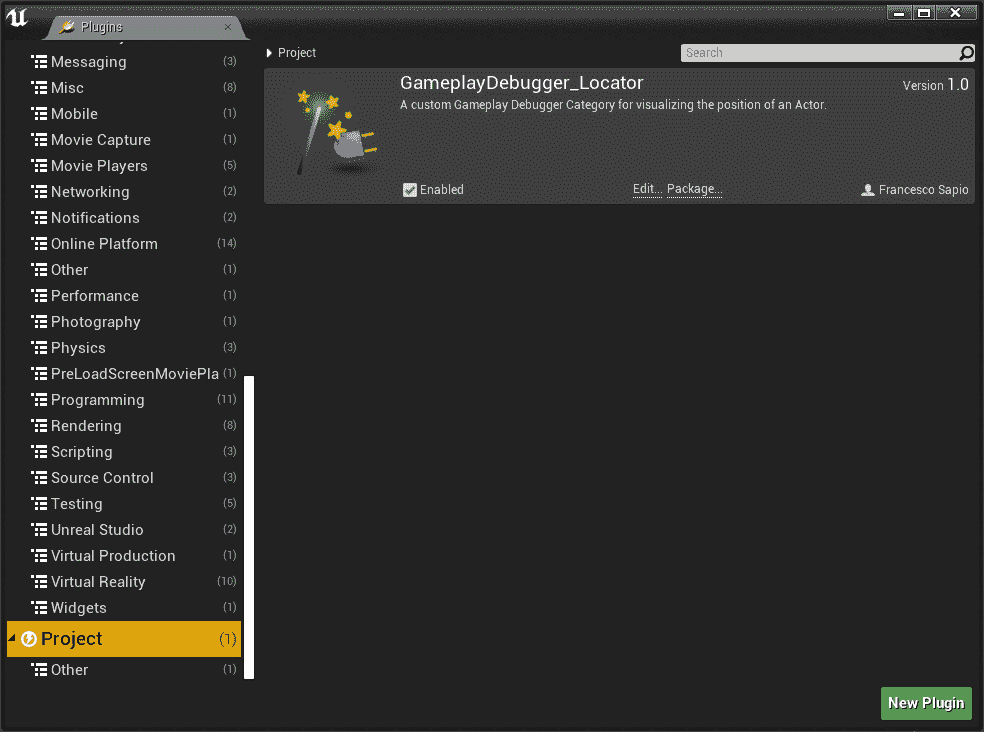 Plugins
Messaging (3)
Misc (8)
Mobile (1)
Movie Capture (1)
Movie Players (5)
Networking (2)
Notifications (2)
Online Platform (14)
Other (1)
Performance (1)
Photography (1)
Physics (3)
PreLoadScreenMoviePla (1)
Programming (11)
Rendering (8)
Scripting (3)
Source Control (3)
Testing (5)
Unreal Studio (2)
Virtual Production (1)
Virtual Reality (10)
Widgets (1)
Project (1)
Other (1)
Project
Search
GameplayDebugger_Locator
Version 1.0
A custom Gameplay Debugger Category for visualizing the position of an Actor.
Enabled
Edit... Package...
Francesco Sapio
New Plugin